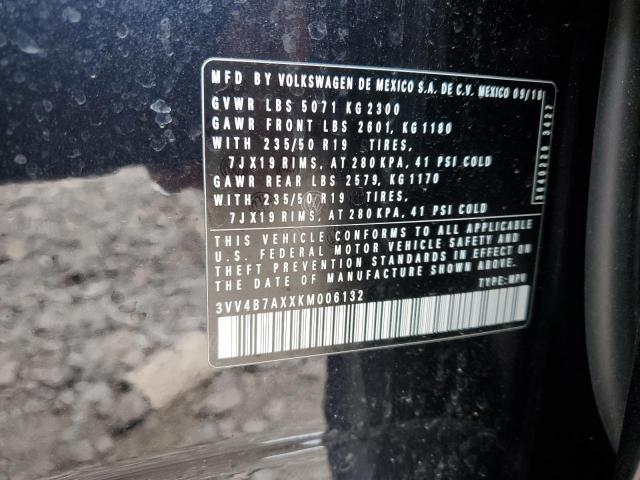 MFD BY VOLKSWAGEN DE MEXICO S.A. DE C.V. MEXICO 09/18
GVWR LBS 5071 KG 2300
GAWR FRONT LBS 2601, KG 1180
WITH 235/50 R19 TIRES,
7JX19 RIMS, AT 280 KPA, 41 PSI COLD
GAWR REAR LBS 2579, KG 1170
WITH 235/50 R19 TIRES,
7JX19 RIMS, AT 280 KPA, 41 PSI COLD
THIS VEHICLE CONFORMS TO ALL APPLICABLE
U.S. FEDERAL MOTOR VEHICLE SAFETY AND
THEFT PREVENTION STANDARDS IN EFFECT ON
THE DATE OF MANUFACTURE SHOWN ABOVE
3VV4B7AXXKM006132
TYPE: MPV